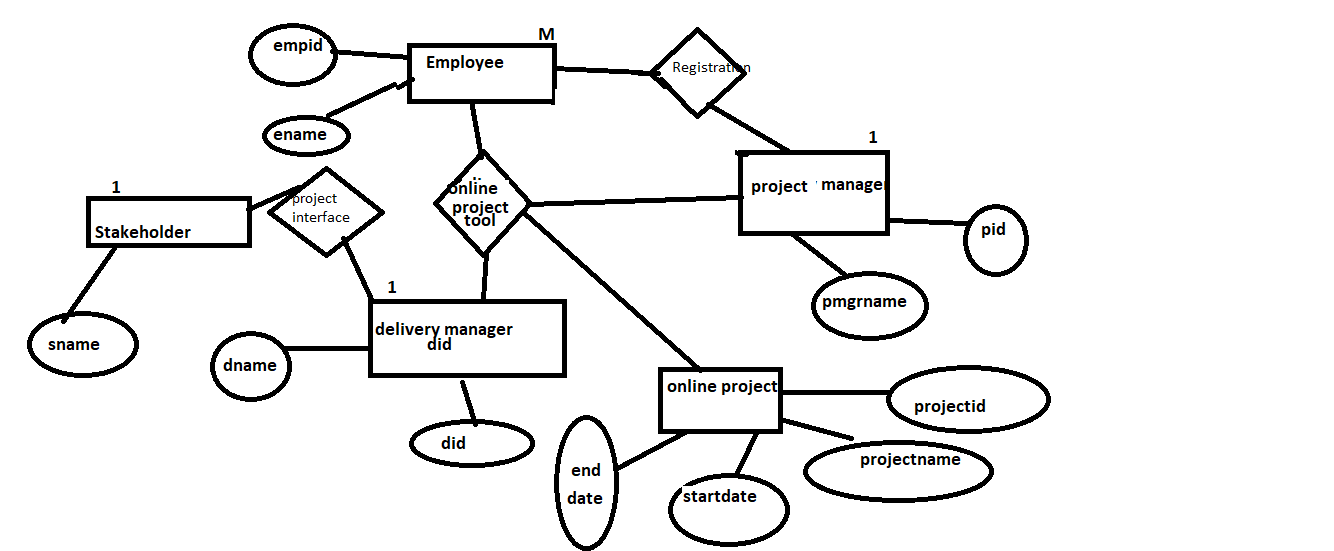 M
empid
Employee
Registration
ename
1
project manager
1
Stakeholder
project
interface
online
project
tool
pid
1
delivery manager
did
pmgrname
sname
dname
online project
projectid
did
end
date
startdate
projectname